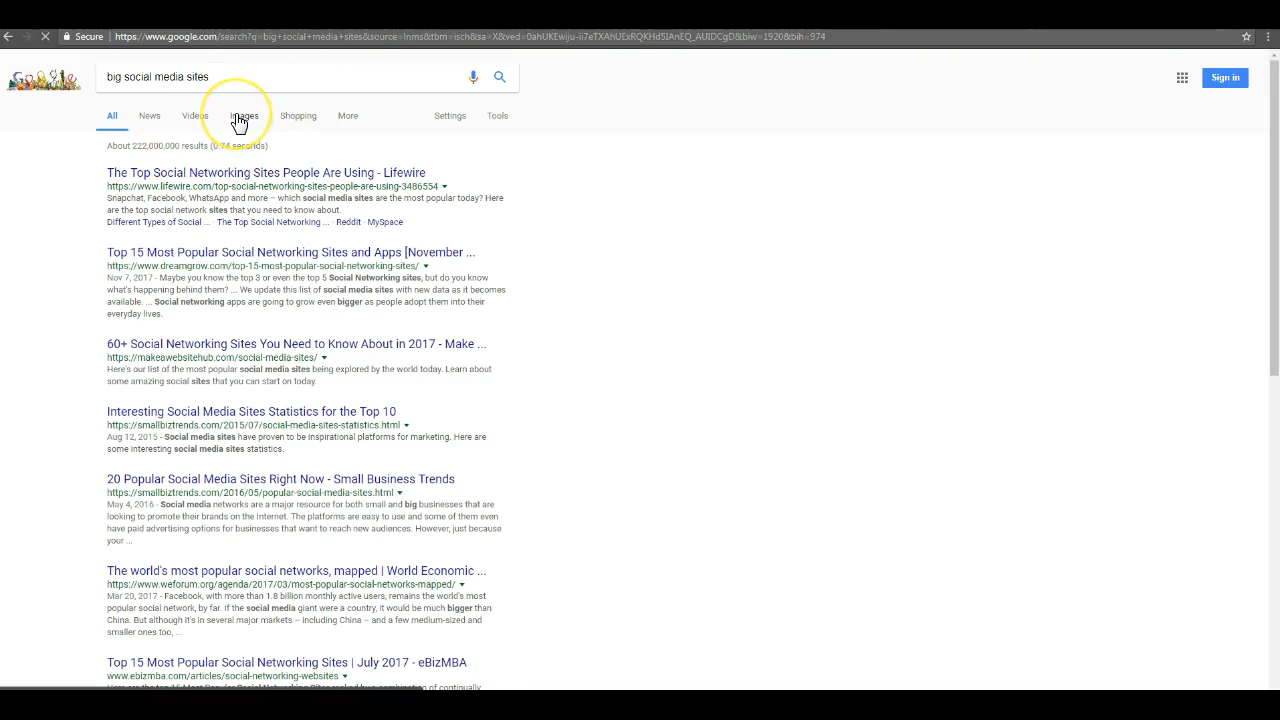 Secure https://www.google.com/search?q=big+social+media+sites&source=lnms&tbm=isch&sa=X&ved=0ahUKEwju-ii7eTXAhUExRQKHd5IAnEQ_AUIDCgD&biw=1920&bih=974
Google
big social media sites
Sign in
All News Videos Images Shopping More Settings Tools
About 222,000,000 results (0.74 seconds)
The Top Social Networking Sites People Are Using - Lifewire
https://www.lifewire.com/top-social-networking-sites-people-are-using-3486554
Snapchat, Facebook, WhatsApp and more – which social media sites are the most popular today? Here
are the top social network sites that you need to know about.
Different Types of Social ... · The Top Social Networking ... · Reddit · MySpace
Top 15 Most Popular Social Networking Sites and Apps [November ...
https://www.dreamgrow.com/top-15-most-popular-social-networking-sites/
Nov 7, 2017 - Maybe you know the top 3 or even the top 5 Social Networking sites, but do you know
what's happening behind them? ... We update this list of social media sites with new data as it becomes
available. ... Social networking apps are going to grow even bigger as people adopt them into their
everyday lives.
60+ Social Networking Sites You Need to Know About in 2017 - Make ...
https://makeawebsitehub.com/social-media-sites/
Here's our list of the most popular social media sites being explored by the world today. Learn about
some amazing social sites that you can start on today.
Interesting Social Media Sites Statistics for the Top 10
https://smallbiztrends.com/2015/07/social-media-sites-statistics.html
Aug 12, 2015 - Social media sites have proven to be inspirational platforms for marketing. Here are
some interesting social media sites statistics.
20 Popular Social Media Sites Right Now - Small Business Trends
https://smallbiztrends.com/2016/05/popular-social-media-sites.html
May 4, 2016 - Social media networks are a major resource for both small and big businesses that are
looking to promote their brands on the Internet. The platforms are easy to use and some of them even
have paid advertising options for businesses that want to reach new audiences. However, just because
your ...
The world's most popular social networks, mapped | World Economic ...
https://www.weforum.org/agenda/2017/03/most-popular-social-networks-mapped/
Mar 20, 2017 - Facebook, with more than 1.8 billion monthly active users, remains the world's most
popular social network, by far. if the social media giant were a country, it would be much bigger than
China. But although it's in several major markets – including China – and a few medium-sized and
smaller ones too, ...
Top 15 Most Popular Social Networking Sites | July 2017 - eBizMBA
www.ebizmba.com/articles/social-networking-websites